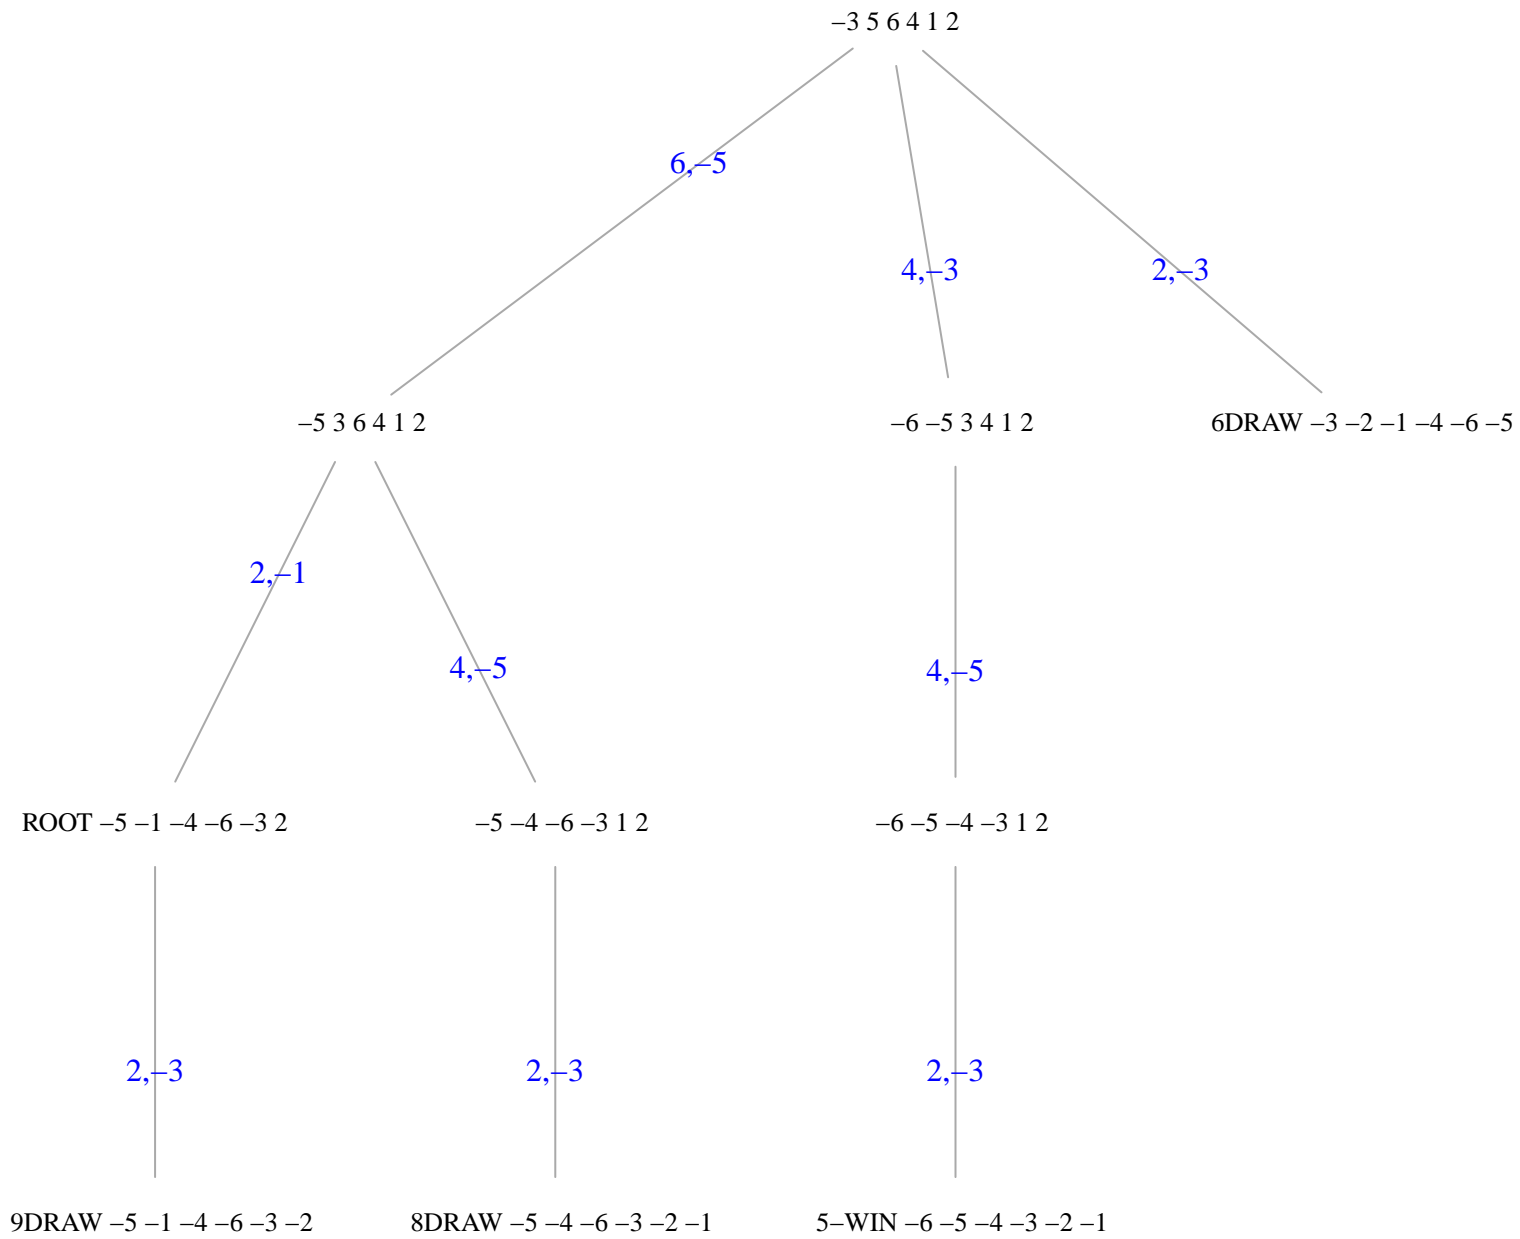 −3 5 6 4 1 2
6,−5
4,−3
2,−3
−5 3 6 4 1 2
−6 −5 3 4 1 2
6DRAW −3 −2 −1 −4 −6 −5
2,−1
4,−5
4,−5
ROOT −5 −1 −4 −6 −3 2
−5 −4 −6 −3 1 2
−6 −5 −4 −3 1 2
2,−3
2,−3
2,−3
9DRAW −5 −1 −4 −6 −3 −2
8DRAW −5 −4 −6 −3 −2 −1
5−WIN −6 −5 −4 −3 −2 −1